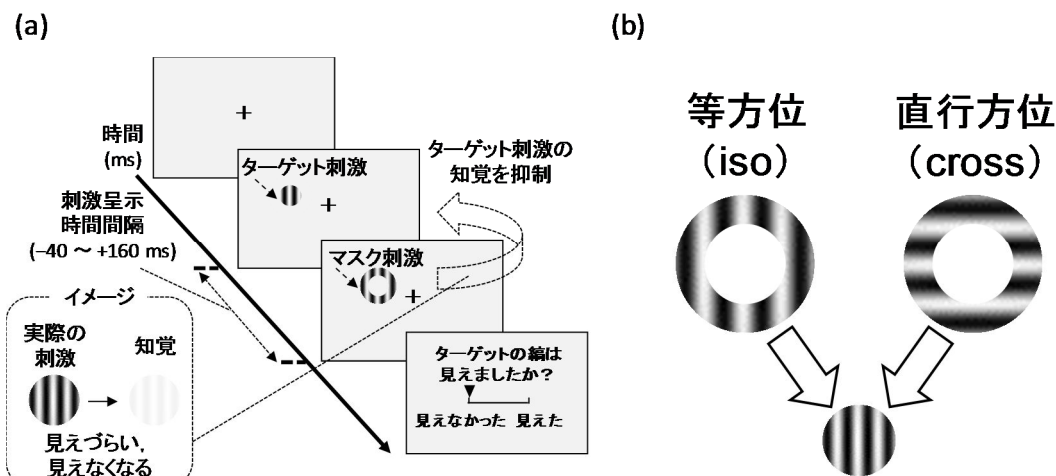 (a)
+
時間
(ms)
ターゲット刺激
+
ターゲット刺激の
知覚を抑制
刺激呈示
時間間隔
(−40 ～ +160 ms)
マスク刺激
+
イメージ
実際の
刺激
知覚
見えづらい,
見えなくなる
ターゲットの縞は
見えましたか？
見えなかった 見えた
(b)
等方位
（iso）
直行方位
（cross）